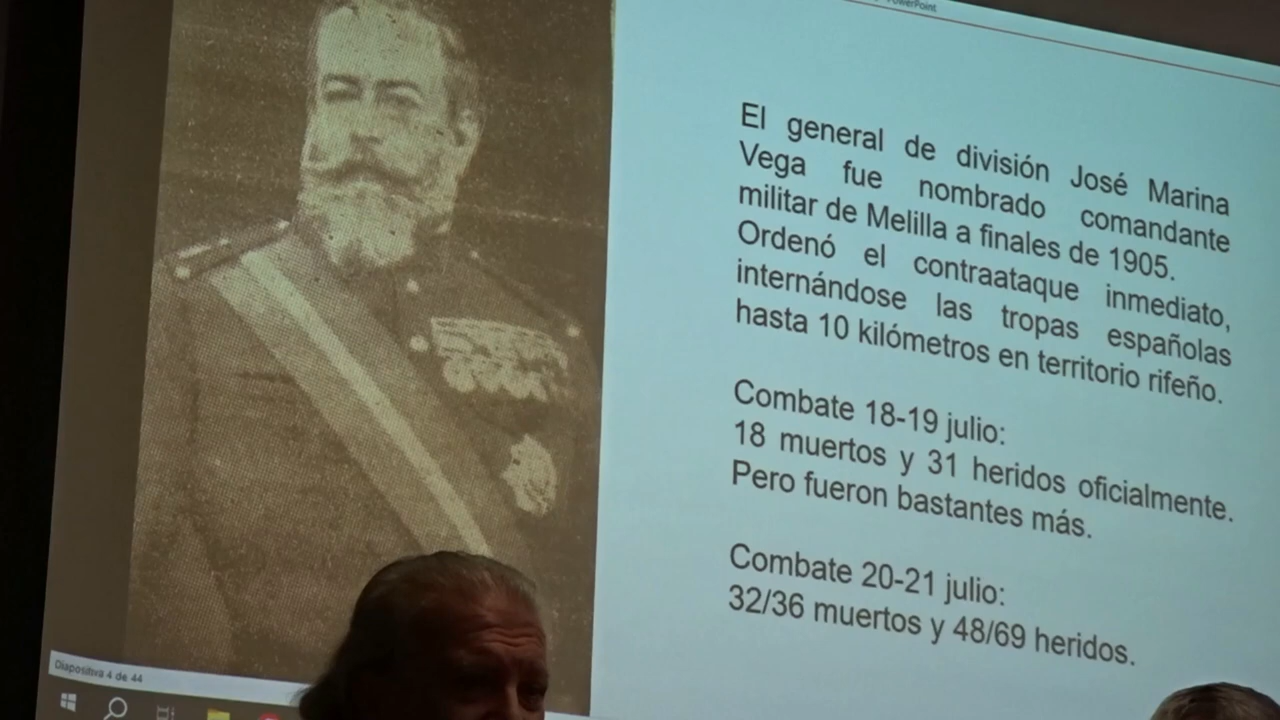 PowerPoint
El general de división José Marina
Vega fue nombrado comandante
militar de Melilla a finales de 1905.
Ordenó el contraataque inmediato,
internándose las tropas españolas
hasta 10 kilómetros en territorio rifeño.
Combate 18-19 julio:
18 muertos y 31 heridos oficialmente.
Pero fueron bastantes más.
Combate 20-21 julio:
32/36 muertos y 48/69 heridos.
Diapositiva 4 de 44